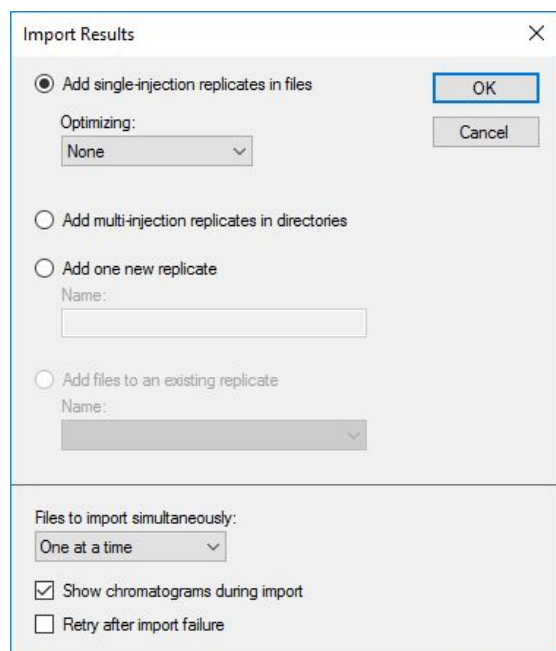 Import Results
Add single-injection replicates in files
OK
Optimizing:
None
Cancel
Add multi-injection replicates in directories
Add one new replicate
Name:
Add files to an existing replicate
Name:
Files to import simultaneously:
One at a time
Show chromatograms during import
Retry after import failure